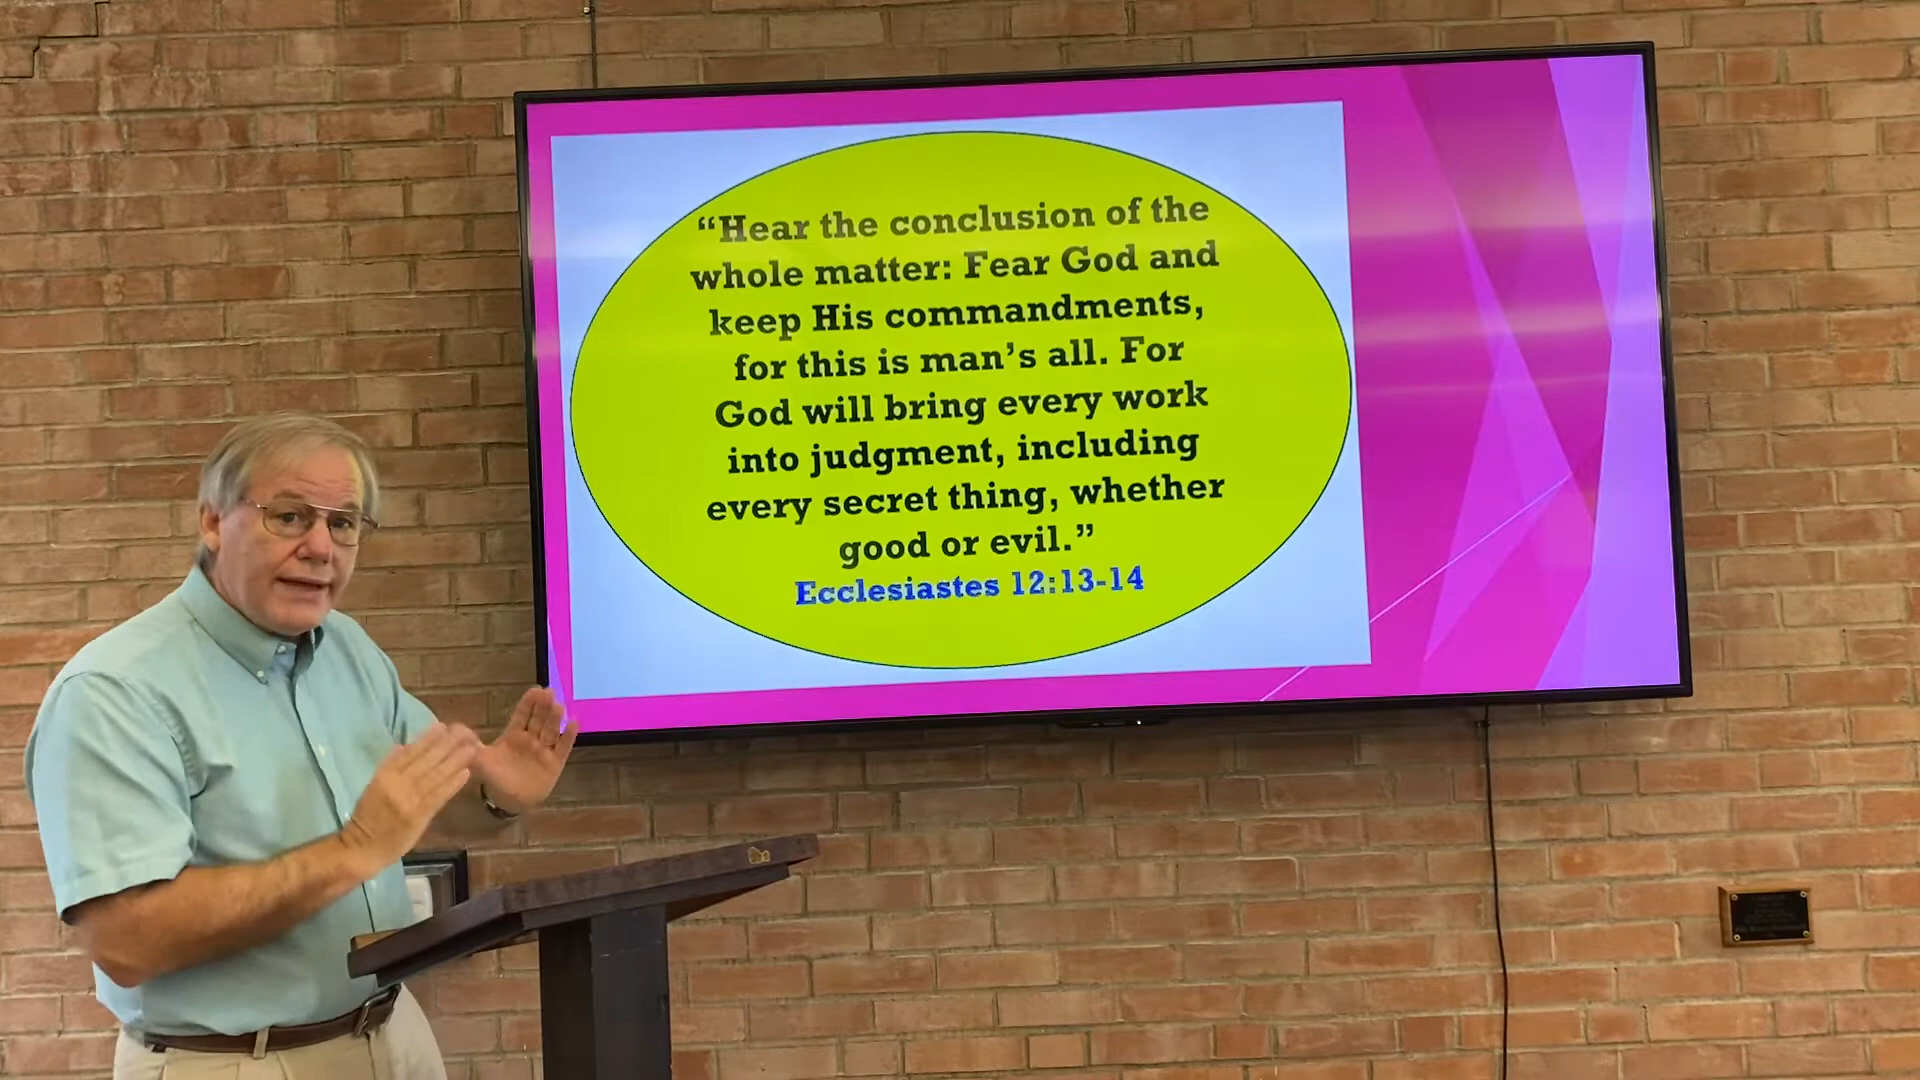 “Hear the conclusion of the
whole matter: Fear God and
keep His commandments,
for this is man’s all. For
God will bring every work
into judgment, including
every secret thing, whether
good or evil.”
Ecclesiastes 12:13-14